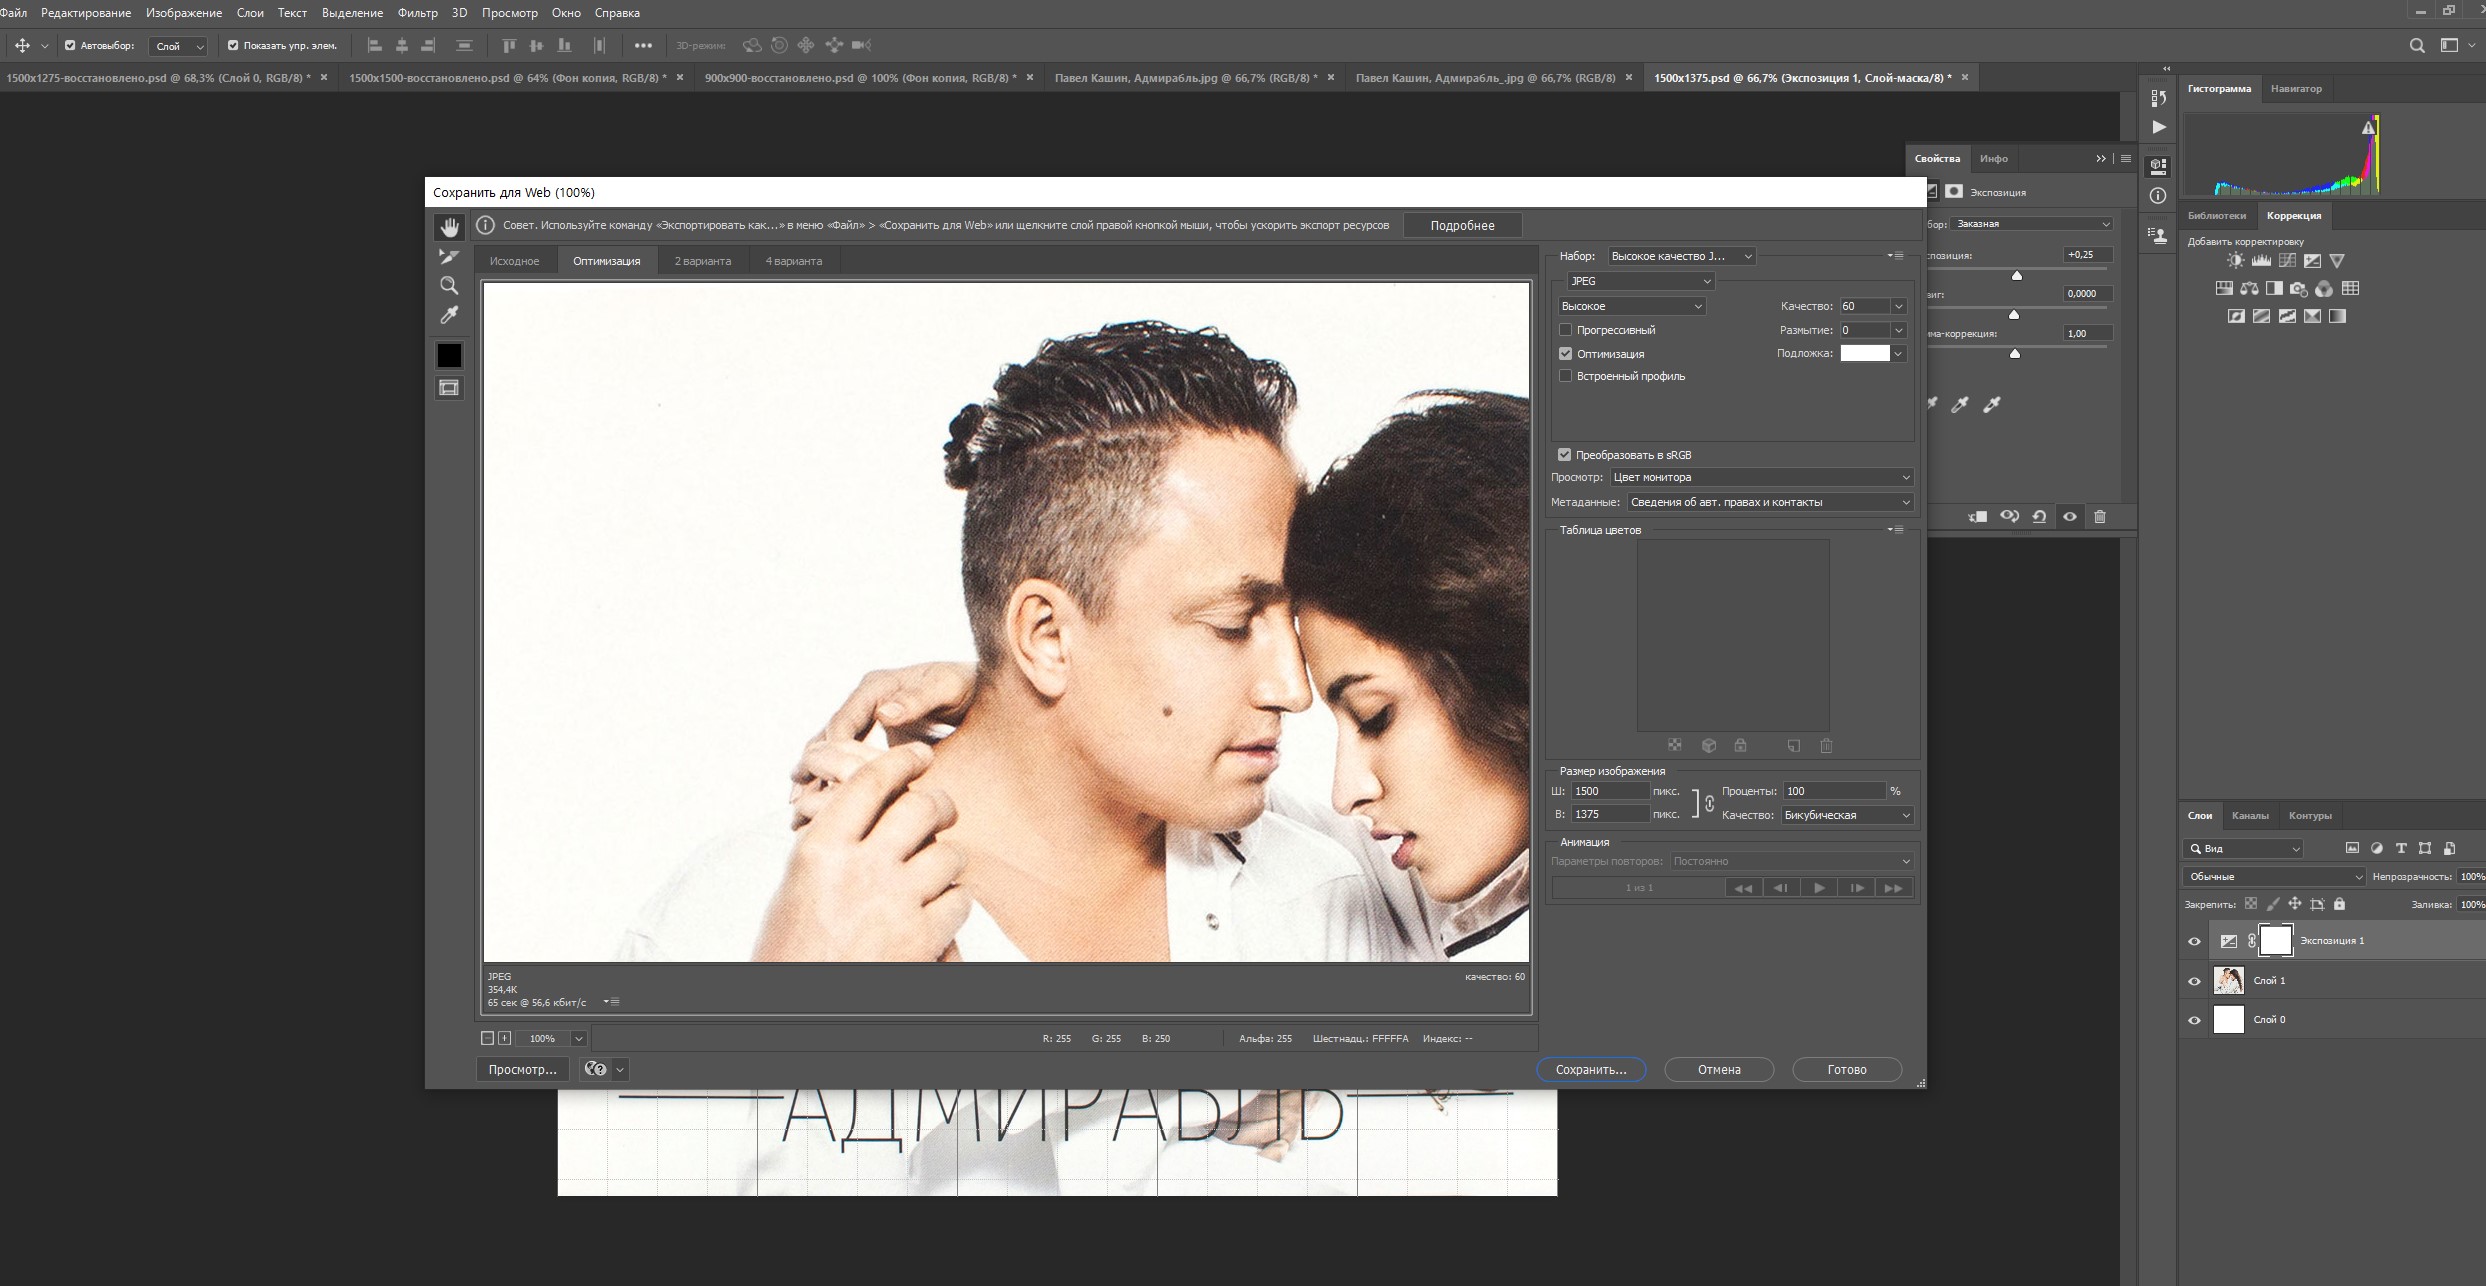 Файл Редактирование Изображение Слои Текст Выделение Фильтр 3D Просмотр Окно Справка
Автовыбор: Слой Показать упр. элем. 3D-режим:
1500x1275-восстановлено.psd @ 68,3% (Слой 0, RGB/8) * 1500x1500-восстановлено.psd @ 64% (Фон копия, RGB/8) * 900x900-восстановлено.psd @ 100% (Фон копия, RGB/8) * Павел Кашин, Адмирабль.jpg @ 66,7% (RGB/8) * Павел Кашин, Адмирабль_.jpg @ 66,7% (RGB/8) 1500x1375.psd @ 66,7% (Экспозиция 1, Слой-маска/8) *
Гистограмма Навигатор
Свойства Инфо
Экспозиция
бор: Заказная
спозиция: +0,25
виг: 0,0000
ма-коррекция: 1,00
Библиотеки Коррекция
Добавить корректировку
Сохранить для Web (100%)
Совет. Используйте команду «Экспортировать как...» в меню «Файл» > «Сохранить для Web» или щелкните слой правой кнопкой мыши, чтобы ускорить экспорт ресурсов Подробнее
Исходное Оптимизация 2 варианта 4 варианта
Набор: Высокое качество J...
JPEG
Высокое Качество: 60
Прогрессивный Размытие: 0
Оптимизация Подложка:
Встроенный профиль
Преобразовать в sRGB
Просмотр: Цвет монитора
Метаданные: Сведения об авт. правах и контакты
Таблица цветов
Размер изображения
Ш: 1500 пикс. Проценты: 100 %
В: 1375 пикс. Качество: Бикубическая
Анимация
Параметры повторов: Постоянно
1 из 1
JPEG качество: 60
354,4K
65 сек @ 56,6 кбит/с
100% R: 255 G: 255 B: 250 Альфа: 255 Шестнадц.: FFFFFA Индекс: --
Просмотр... Сохранить... Отмена Готово
АДМИРАБЛЬ
Слои Каналы Контуры
Вид
Обычные Непрозрачность: 100%
Закрепить: Заливка: 100%
Экспозиция 1
Слой 1
Слой 0